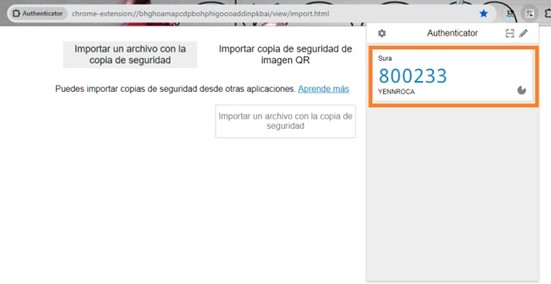 Authenticator
chrome-extension://bhghoamapcdpbohphigoooaddinpkbai/view/import.html
Authenticator
Importar un archivo con la
copia de seguridad
Importar copia de seguridad de
imagen QR
Puedes importar copias de seguridad desde otras aplicaciones. Aprende más
Importar un archivo con la copia de
seguridad
Sura
800233
YENNROCA